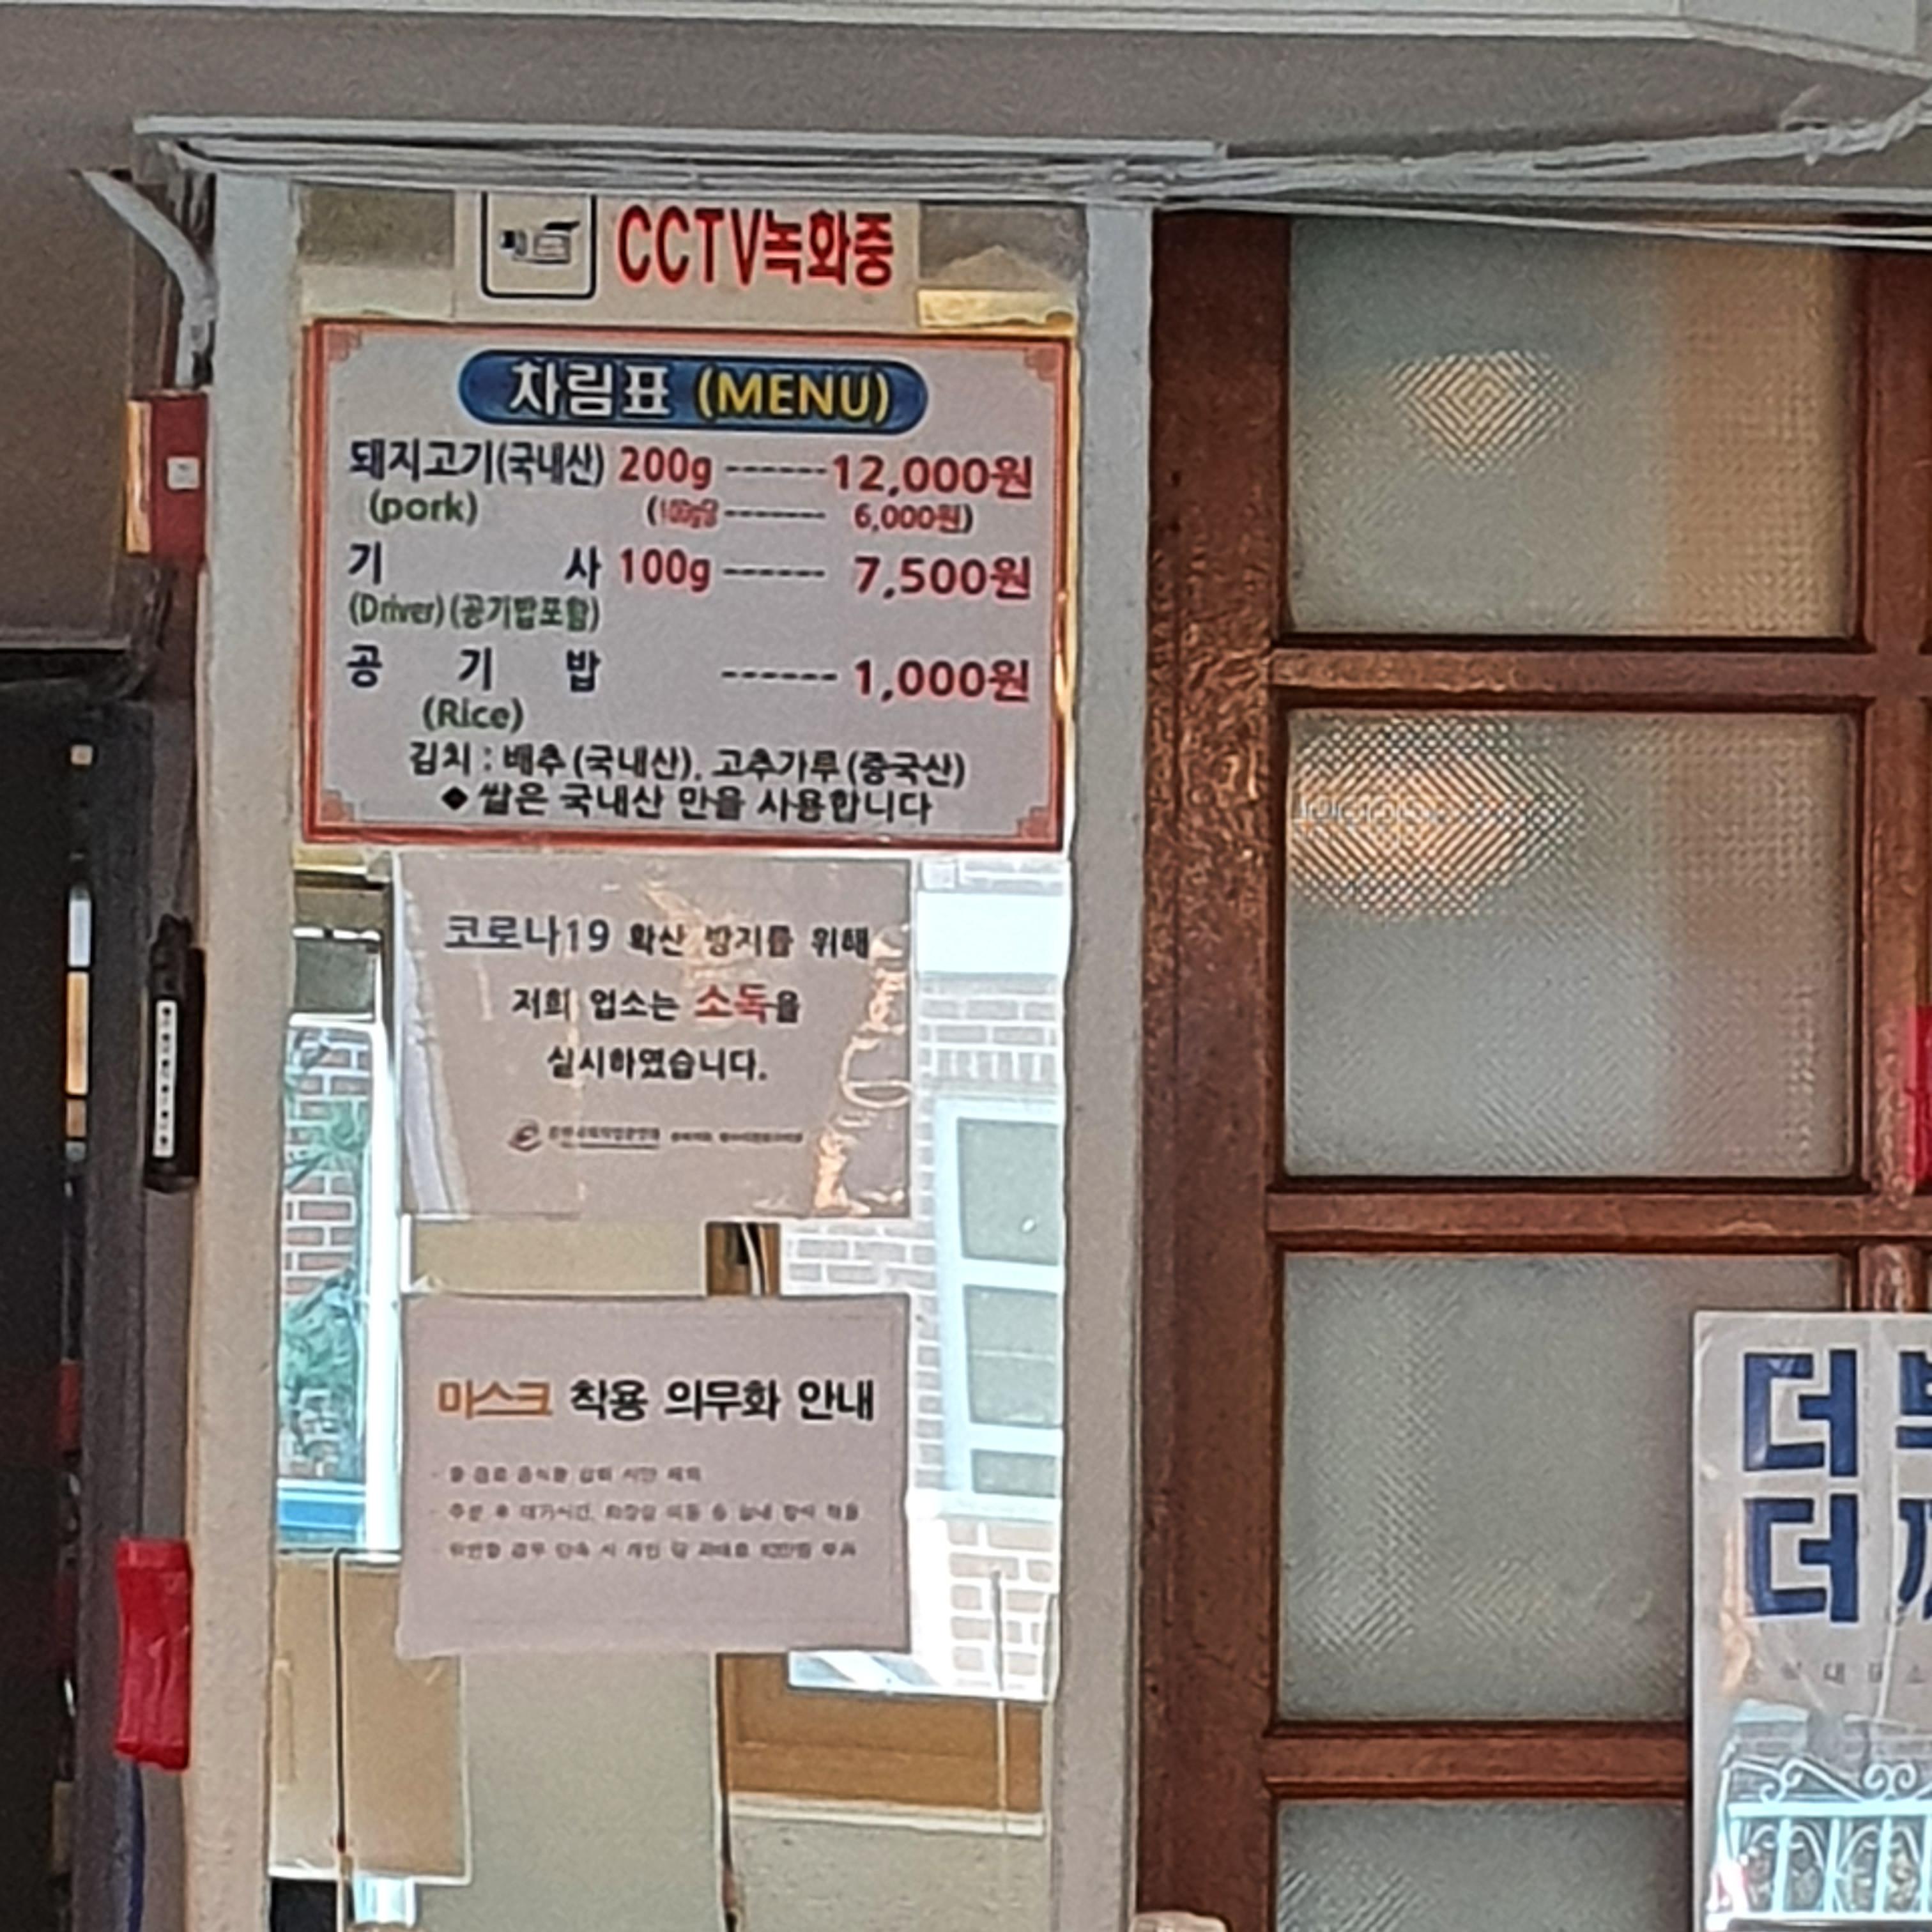 CCTV녹화중
차림표 (MENU)
돼지고기(국내산) 200g ------ 12,000원
(pork) (100g당 ------- 6,000원)
기 사 100g ------ 7,500원
(Driver) (공기밥포함)
공 기 밥 ------ 1,000원
(Rice)
김치 : 배추(국내산), 고추가루(중국산)
◆ 쌀은 국내산 만을 사용합니다
코로나19 확산 방지를 위해
저희 업소는 소독을
실시하였습니다.
마스크 착용 의무화 안내
더
더